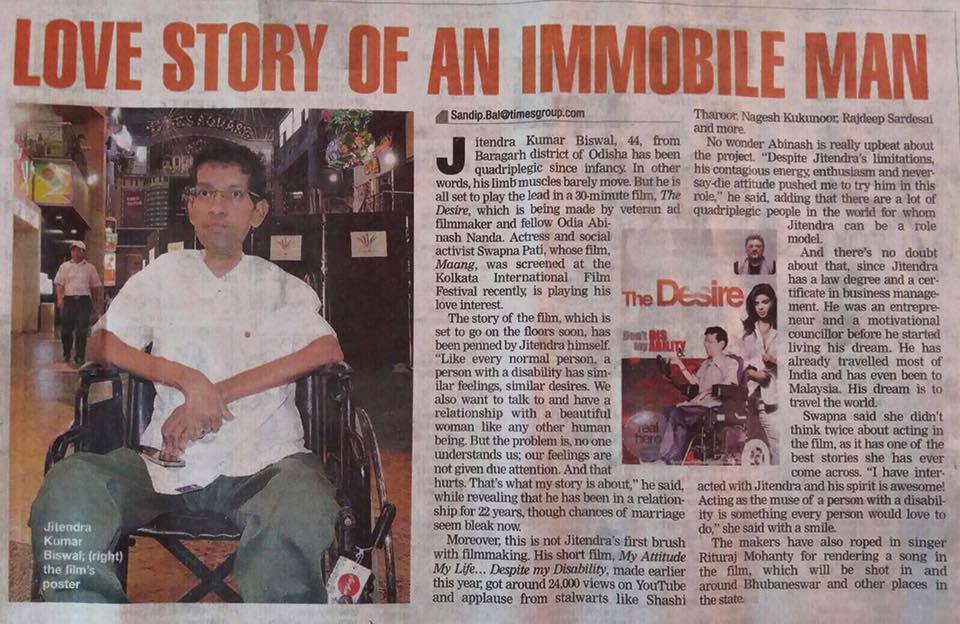 LOVE STORY OF AN IMMOBILE MAN
Jitendra
Kumar
Biswal; (right)
the film's
poster
Sandip.Bal@timesgroup.com
Jitendra Kumar Biswal, 44, from
Baragarh district of Odisha has been
quadriplegic since infancy. In other
words, his limb muscles barely move. But he is
all set to play the lead in a 30-minute film, The
Desire, which is being made by veteran ad
filmmaker and fellow Odia Abi-
nash Nanda. Actress and social
activist Swapna Pati, whose film,
Maang, was screened at the
Kolkata International Film
Festival recently, is playing his
love interest.
The story of the film, which is
set to go on the floors soon, has
been penned by Jitendra himself.
"Like every normal person, a
person with a disability has sim-
ilar feelings, similar desires. We
also want to talk to and have a
relationship with a beautiful
woman like any other human
being. But the problem is, no one
understands us; our feelings are
not given due attention. And that
hurts. That's what my story is about," he said,
while revealing that he has been in a relation-
ship for 22 years, though chances of marriage
seem bleak now.
Moreover, this is not Jitendra's first brush
with filmmaking. His short film, My Attitude
My Life... Despite my Disability, made earlier
this year, got around 24,000 views on YouTube
and applause from stalwarts like Shashi
Tharoor, Nagesh Kukunoor, Rajdeep Sardesai
and more.
No wonder Abinash is really upbeat about
the project. "Despite Jitendra's limitations,
his contagious energy, enthusiasm and never-
say-die attitude pushed me to try him in this
role," he said, adding that there are a lot of
quadriplegic people in the world for whom
Jitendra can be a role
model.
And there's no doubt
about that, since Jitendra
has a law degree and a cer-
tificate in business manage-
ment. He was an entrepre-
neur and a motivational
councillor before he started
living his dream. He has
already travelled most of
India and has even been to
Malaysia. His dream is to
travel the world.
Swapna said she didn't
think twice about acting in
the film, as it has one of the
best stories she has ever
come across. "I have inter-
acted with Jitendra and his spirit is awesome!
Acting as the muse of a person with a disabil-
ity is something every person would love to
do," she said with a smile.
The makers have also roped in singer
Rituraj Mohanty for rendering a song in
the film, which will be shot in and
around Bhubaneswar and other places in
the state.
The Desire
Don't DIS
my ABILITY
real
hero